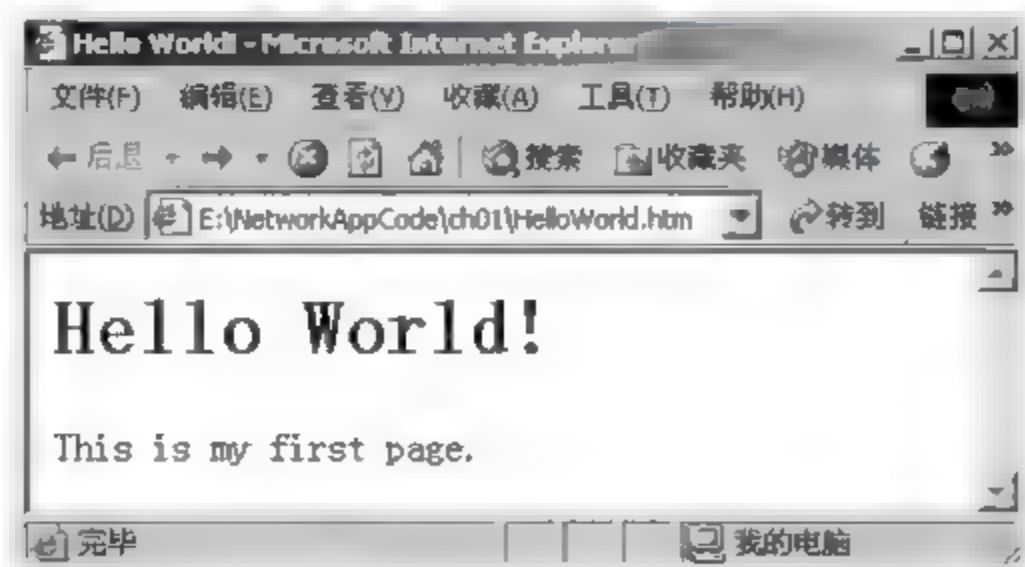 Hello World! - Microsoft Internet Explorer
文件(F) 编辑(E) 查看(V) 收藏(A) 工具(T) 帮助(H)
后退 搜索 收藏夹 媒体 »
地址(D) E:\NetworkAppCode\ch01\HelloWorld.htm 转到 链接 »
Hello World!
This is my first page.
完毕 我的电脑